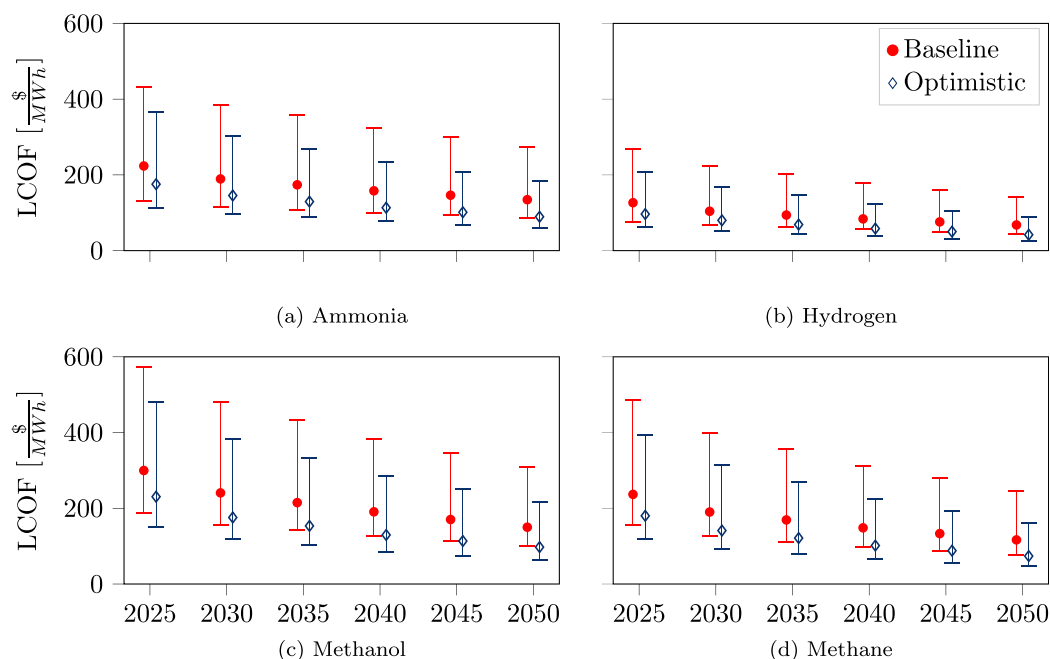 600
400
200
0
LCOF [$/MWh]
(a) Ammonia
Baseline
Optimistic
(b) Hydrogen
600
400
200
0
LCOF [$/MWh]
2025 2030 2035 2040 2045 2050
(c) Methanol
2025 2030 2035 2040 2045 2050
(d) Methane